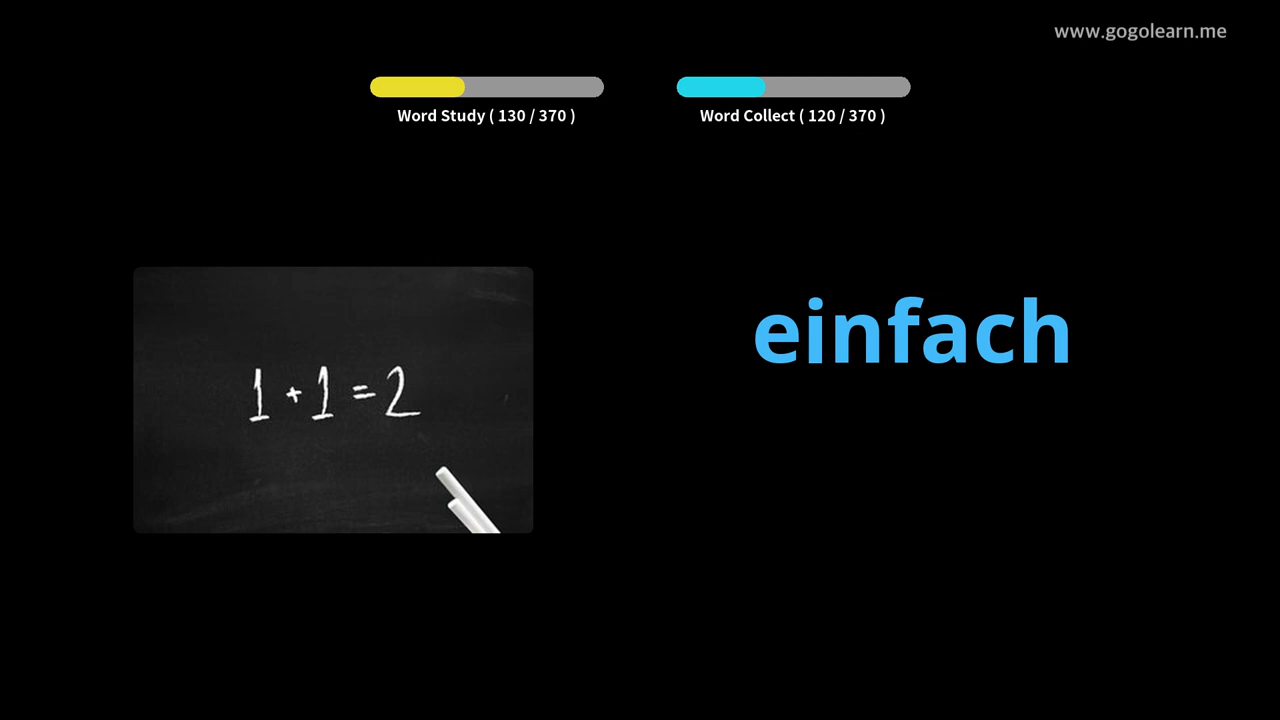 www.gogolearn.me
Word Study ( 130 / 370 )
Word Collect ( 120 / 370 )
einfach
1 + 1 = 2